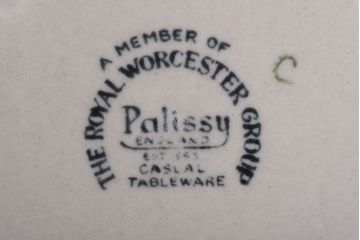 A MEMBER OF
THE ROYAL WORCESTER GROUP
Palissy
ENGLAND
CASUAL
TABLEWARE
C